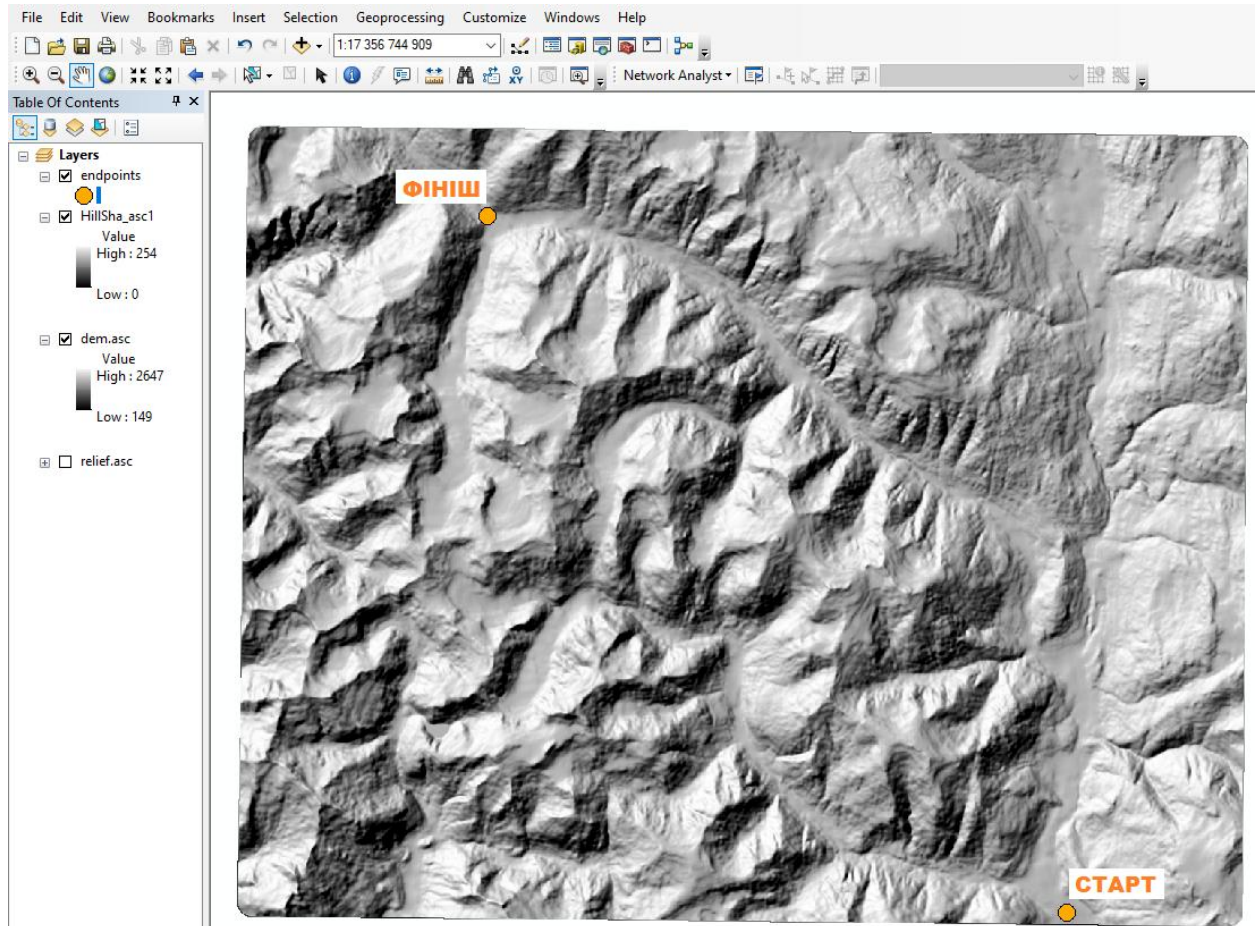 File Edit View Bookmarks Insert Selection Geoprocessing Customize Windows Help
1:17 356 744 909
Network Analyst
Table Of Contents
Layers
endpoints
HillSha_asc1
Value
High : 254
Low : 0
dem.asc
Value
High : 2647
Low : 149
relief.asc
ФІНІШ
СТАРТ